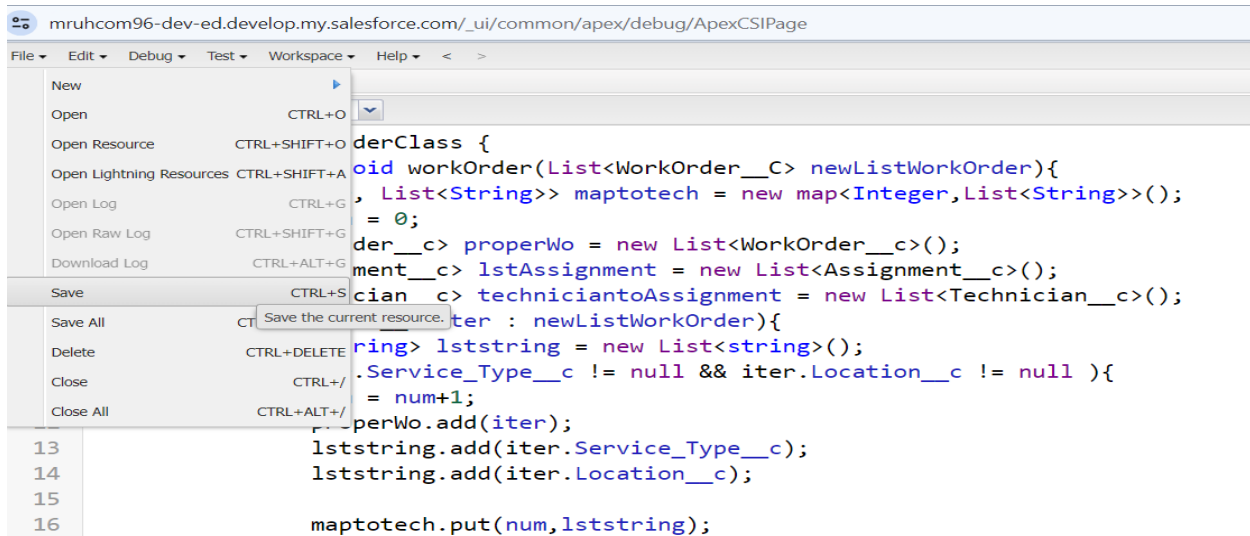 mruhcom96-dev-ed.develop.my.salesforce.com/_ui/common/apex/debug/ApexCSIPage
File Edit Debug Test Workspace Help < >
New
Open CTRL+O
Open Resource CTRL+SHIFT+O derClass {
Open Lightning Resources CTRL+SHIFT+A oid workOrder(List<WorkOrder__C> newListWorkOrder){
, List<String>> maptotech = new map<Integer,List<String>>();
Open Log CTRL+G
= 0;
Open Raw Log CTRL+SHIFT+G
der__c> properWo = new List<WorkOrder__c>();
Download Log CTRL+ALT+G
ment__c> lstAssignment = new List<Assignment__c>();
Save CTRL+S cian__c> techniciantoAssignment = new List<Technician__c>();
Save the current resource.
Save All ter : newListWorkOrder){
Delete CTRL+DELETE ring> lststring = new List<string>();
.Service_Type__c != null && iter.Location__c != null ){
Close CTRL+/
= num+1;
Close All CTRL+ALT+/
properWo.add(iter);
13 lststring.add(iter.Service_Type__c);
14 lststring.add(iter.Location__c);
15
16 maptotech.put(num,lststring);